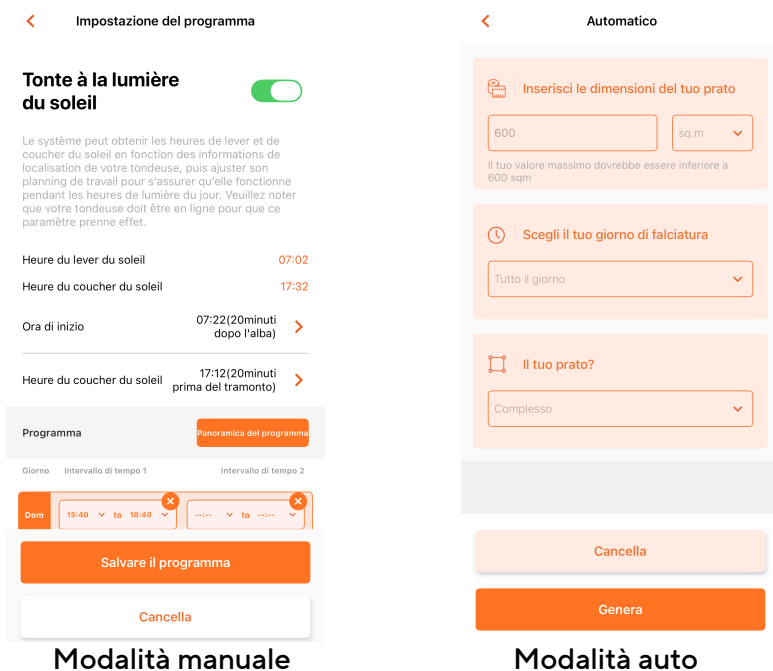 Impostazione del programma
Tonte à la lumière
du soleil
Le système peut obtenir les heures de lever et de
coucher du soleil en fonction des informations de
localisation de votre tondeuse, puis ajuster son
planning de travail pour s'assurer qu'elle fonctionne
pendant les heures de lumière du jour. Veuillez noter
que votre tondeuse doit être en ligne pour que ce
paramètre prenne effet.
Heure du lever du soleil 07:02
Heure du coucher du soleil 17:32
Ora di inizio 07:22(20minuti
dopo l'alba)
Heure du coucher du soleil 17:12(20minuti
prima del tramonto)
Programma Panoramica del programma
Giorno Intervallo di tempo 1 Intervallo di tempo 2
Dom 15:40 to 18:40 --:-- to --:--
Salvare il programma
Cancella
Modalità manuale
Automatico
Inserisci le dimensioni del tuo prato
600 sq.m
Il tuo valore massimo dovrebbe essere inferiore a
600 sqm
Scegli il tuo giorno di falciatura
Tutto il giorno
Il tuo prato?
Complesso
Cancella
Genera
Modalità auto